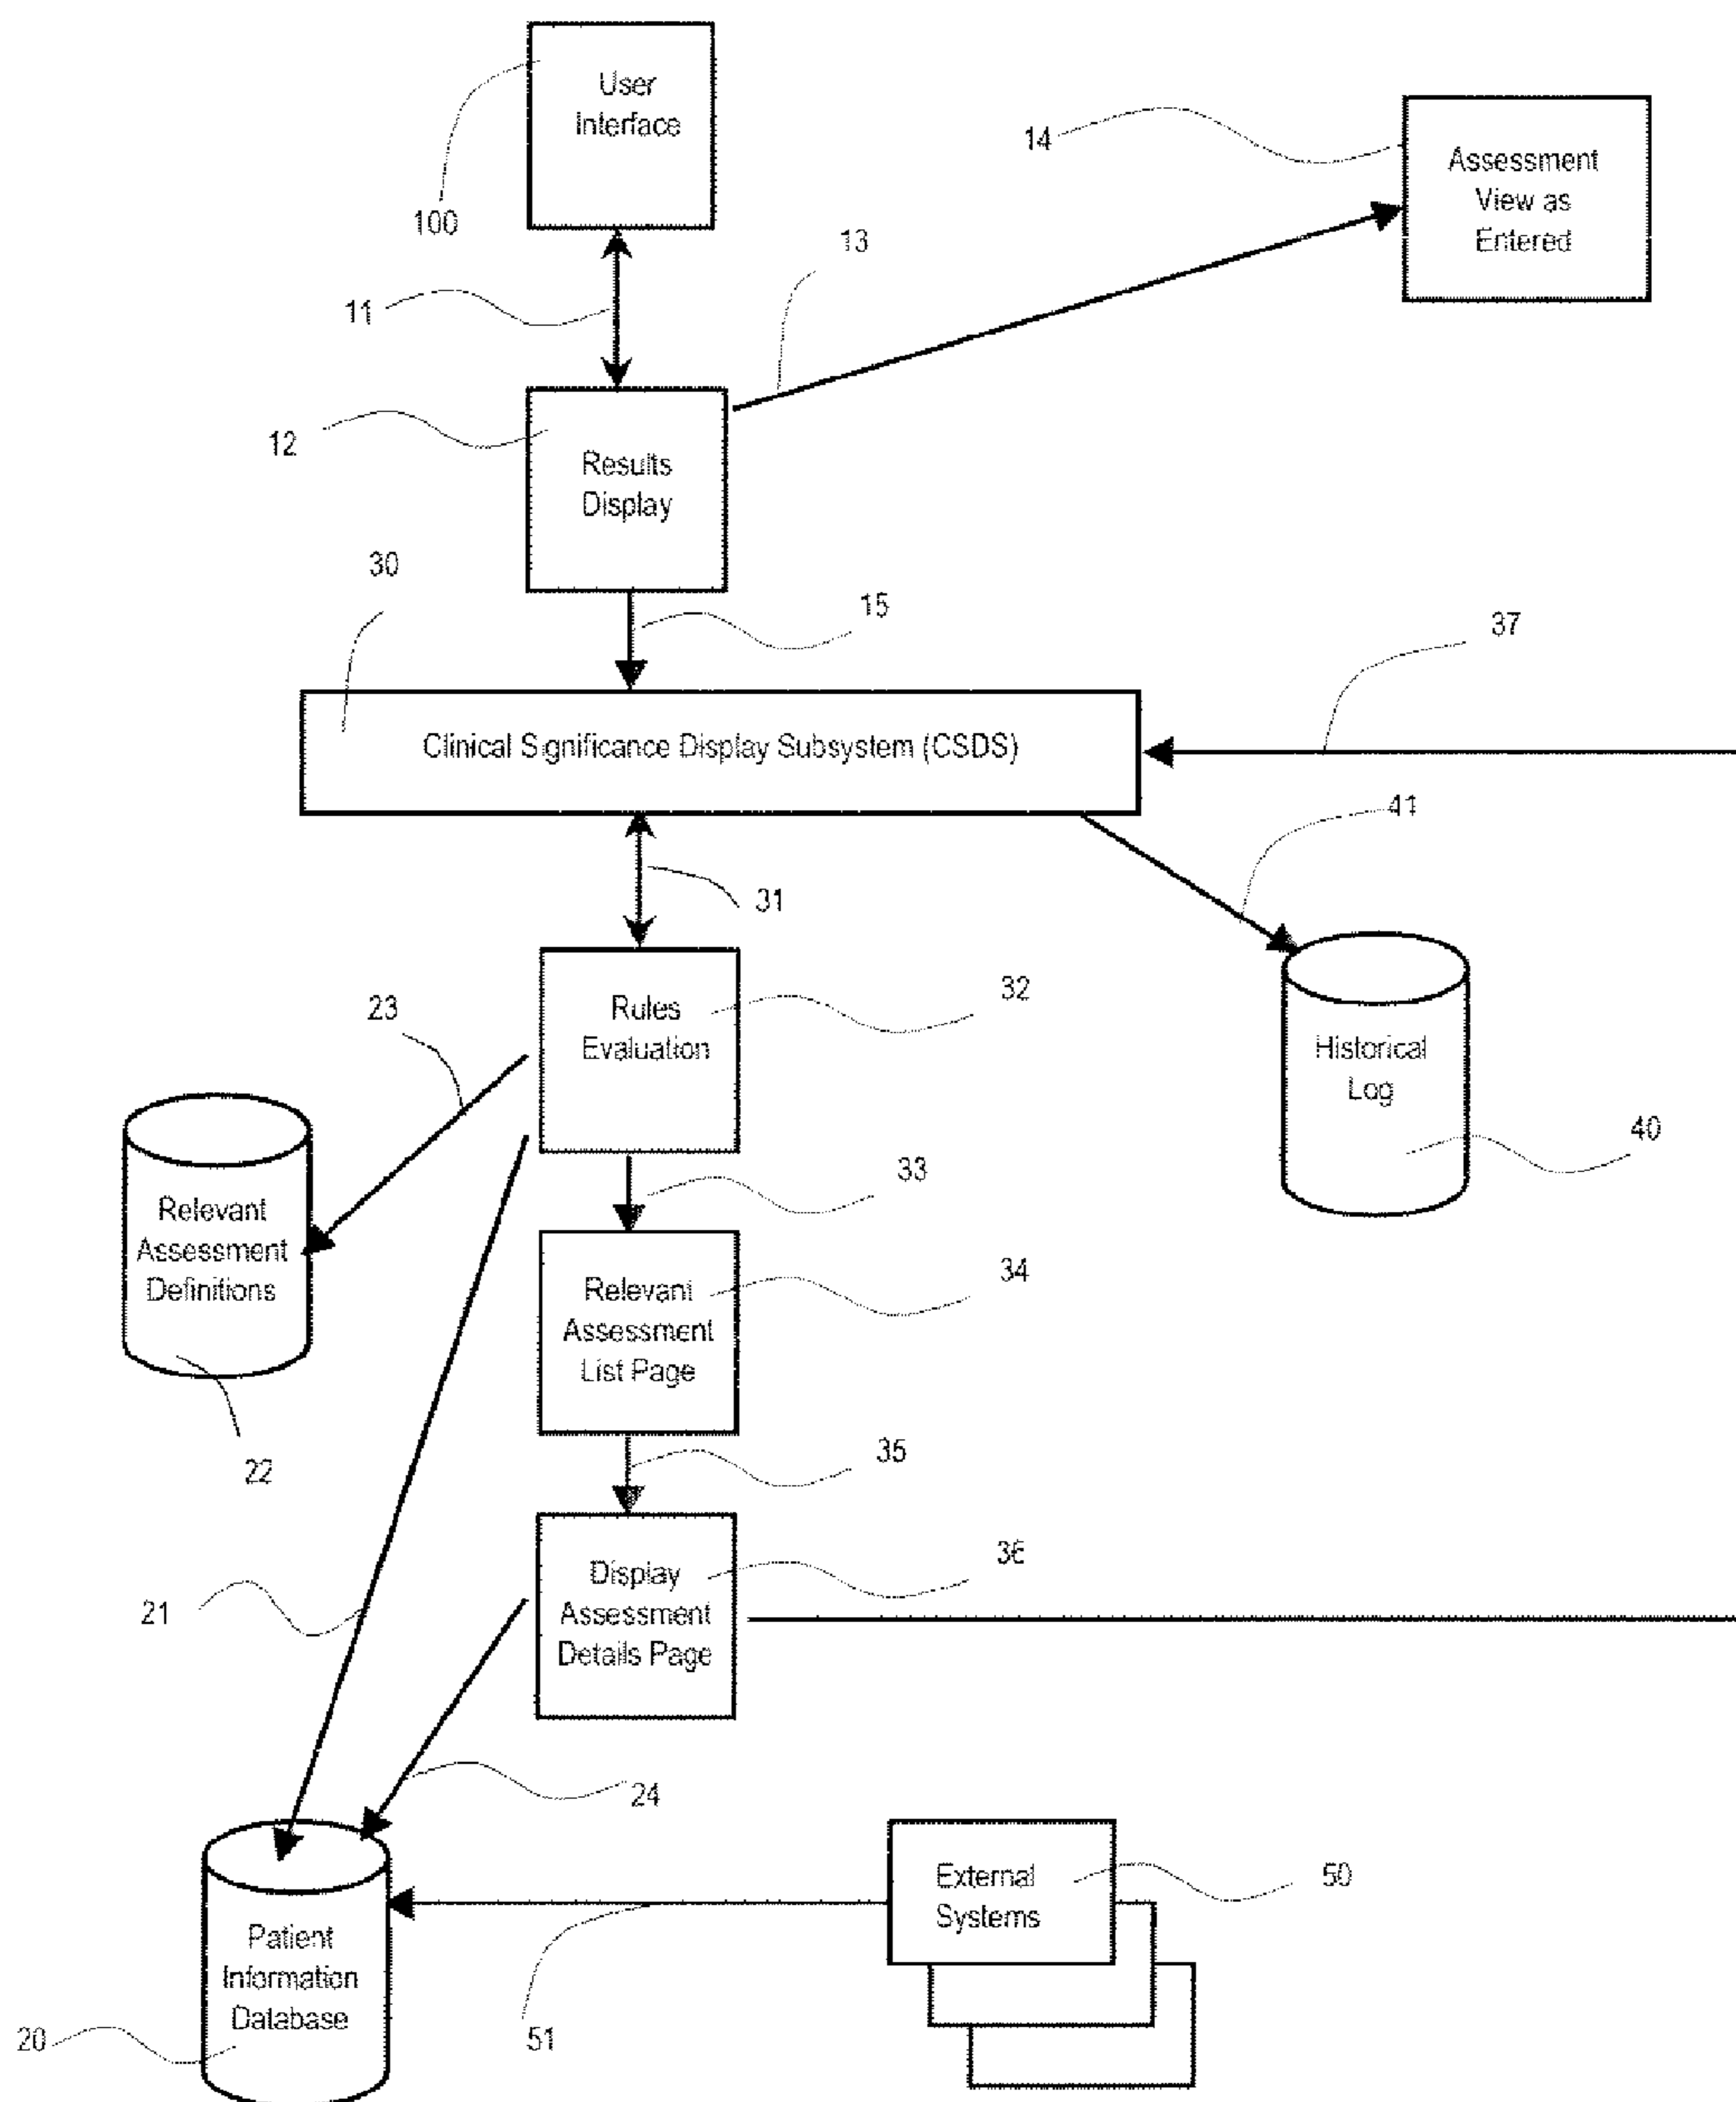 User
Interface
100
14
Assessment
View as
Entered
13
11
12
Results
Display
30
15
37
Clinical Significance Display Subsystem (CSDS)
41
31
Rules
Evaluation
32
23
Historical
Log
40
33
Relevant
Assessment
Definitions
22
Relevant
Assessment
List Page
34
35
Display
Assessment
Details Page
36
21
24
External
Systems
50
Patient
Information
Database
20
51